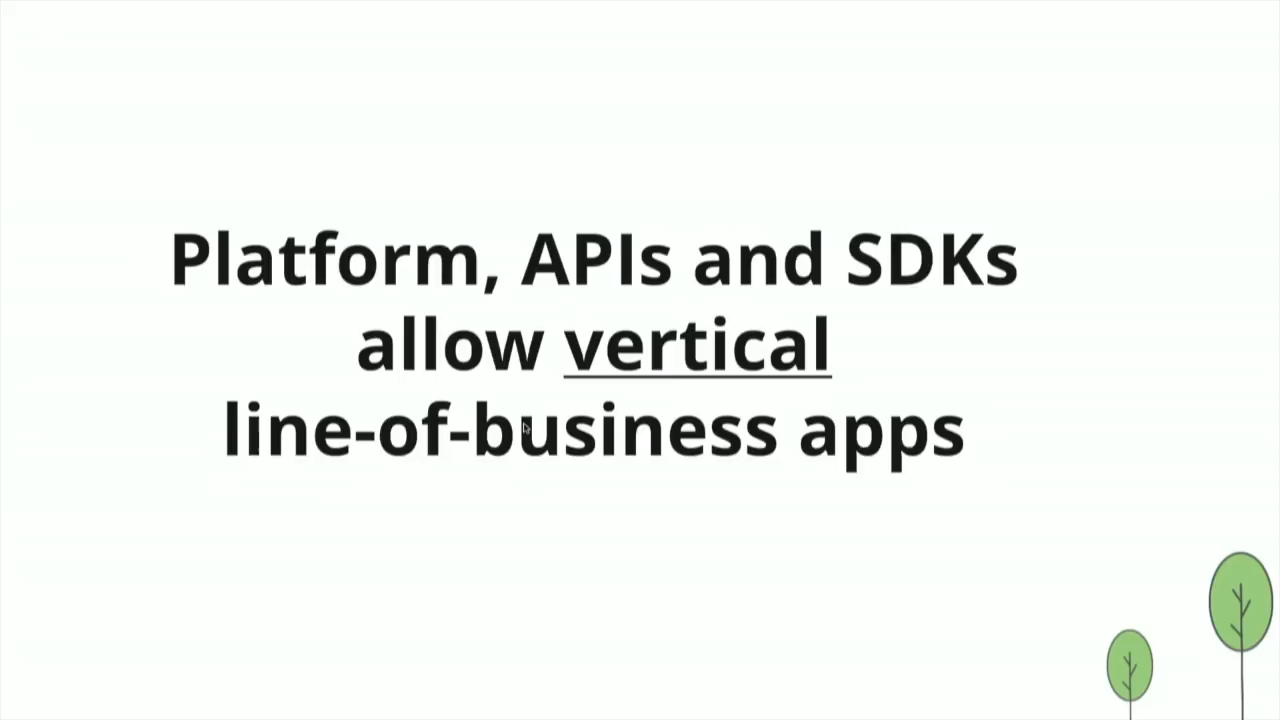 Platform, APIs and SDKs
allow vertical
line-of-business apps